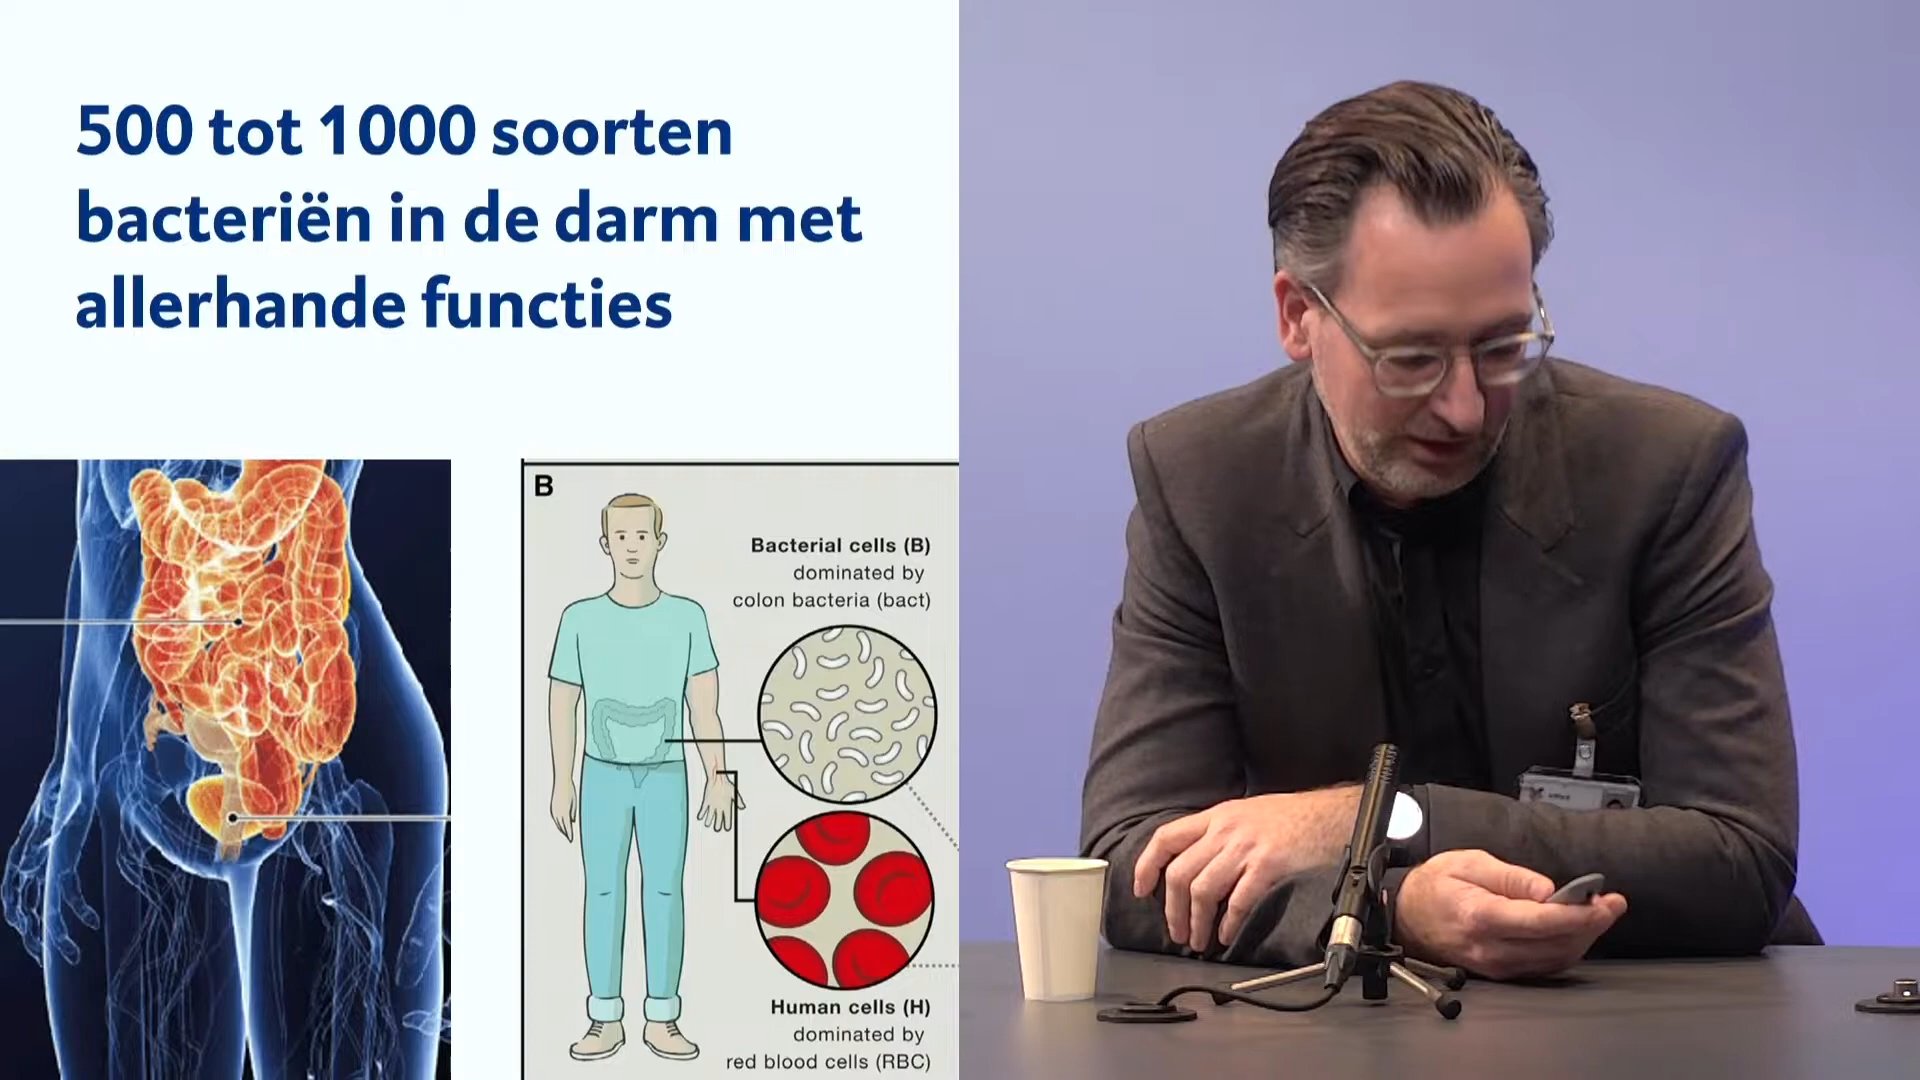 500 tot 1000 soorten
bacteriën in de darm met
allerhande functies
B
Bacterial cells (B)
dominated by
colon bacteria (bact)
Human cells (H)
dominated by
red blood cells (RBC)